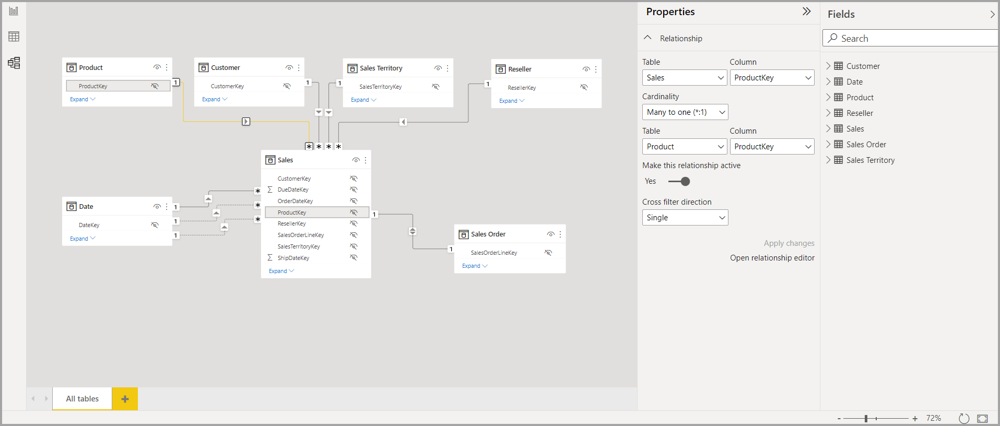 Product
ProductKey
Expand
1
Customer
CustomerKey
Expand
1
Sales Territory
SalesTerritoryKey
Expand
1
Reseller
ResellerKey
Expand
1
* * * *
Sales
CustomerKey
Σ DueDateKey
OrderDateKey
ProductKey
ResellerKey
SalesOrderLineKey
SalesTerritoryKey
Σ ShipDateKey
Expand
*
*
*
1
Date
DateKey
Expand
1
1
1
Sales Order
SalesOrderLineKey
Expand
1
All tables
+
Properties
Relationship
Table Column
Sales ProductKey
Cardinality
Many to one (*:1)
Table Column
Product ProductKey
Make this relationship active
Yes
Cross filter direction
Single
Apply changes
Open relationship editor
Fields
Search
Customer
Date
Product
Reseller
Sales
Sales Order
Sales Territory
- + 72%